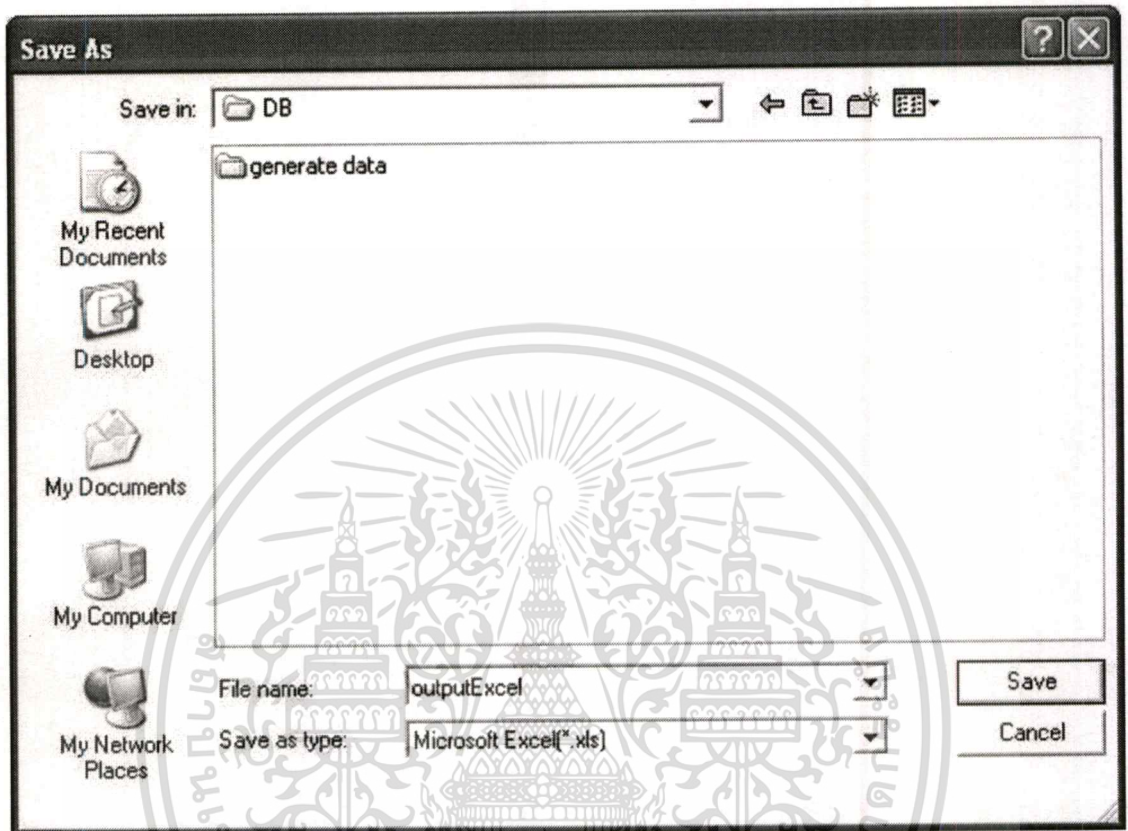 Save As
Save in: DB
generate data
My Recent
Documents
Desktop
My Documents
My Computer
My Network
Places
File name: outputExcel
Save as type: Microsoft Excel(*.xls)
Save
Cancel